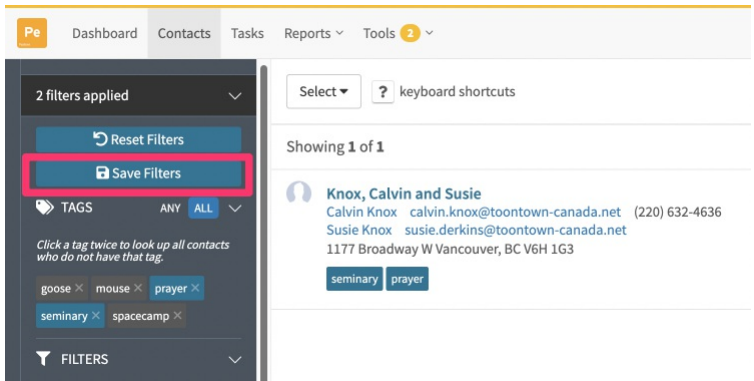 Pe Dashboard Contacts Tasks Reports Tools 2
2 filters applied
Reset Filters
Save Filters
TAGS ANY ALL
Click a tag twice to look up all contacts
who do not have that tag.
goose × mouse × prayer ×
seminary × spacecamp ×
FILTERS
Select ? keyboard shortcuts
Showing 1 of 1
Knox, Calvin and Susie
Calvin Knox calvin.knox@toontown-canada.net (220) 632-4636
Susie Knox susie.derkins@toontown-canada.net
1177 Broadway W Vancouver, BC V6H 1G3
seminary prayer